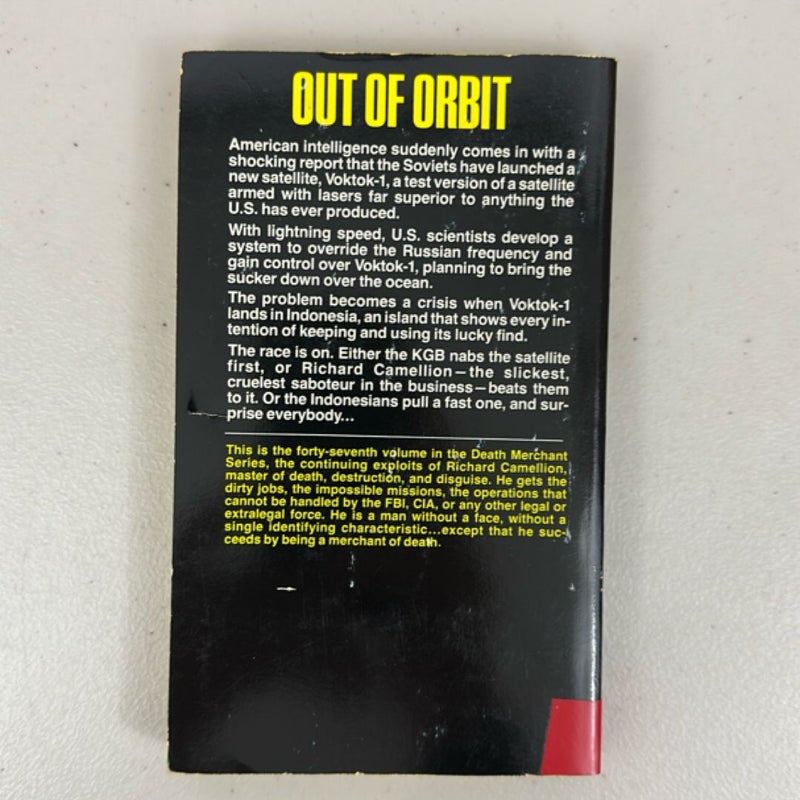 OUT OF ORBIT
American intelligence suddenly comes in with a
shocking report that the Soviets have launched a
new satellite, Voktok-1, a test version of a satellite
armed with lasers far superior to anything the
U.S. has ever produced.
With lightning speed, U.S. scientists develop a
system to override the Russian frequency and
gain control over Voktok-1, planning to bring the
sucker down over the ocean.
The problem becomes a crisis when Voktok-1
lands in Indonesia, an island that shows every in-
tention of keeping and using its lucky find.
The race is on. Either the KGB nabs the satellite
first, or Richard Camellion—the slickest,
cruelest saboteur in the business—beats them
to it. Or the Indonesians pull a fast one, and sur-
prise everybody...
This is the forty-seventh volume in the Death Merchant
Series, the continuing exploits of Richard Camellion,
master of death, destruction, and disguise. He gets the
dirty jobs, the impossible missions, the operations that
cannot be handled by the FBI, CIA, or any other legal or
extralegal force. He is a man without a face, without a
single identifying characteristic...except that he suc-
ceeds by being a merchant of death.